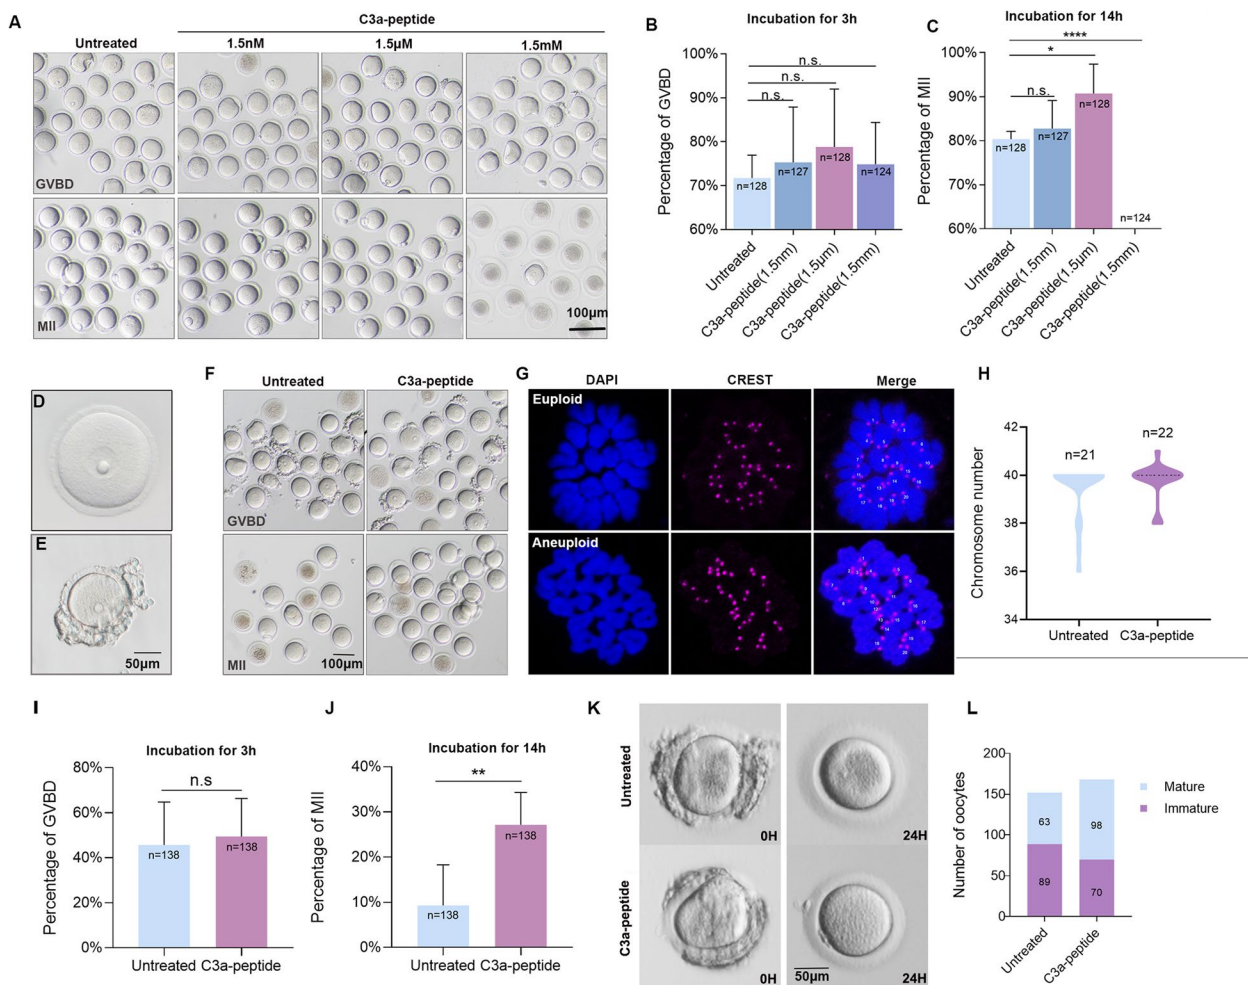 A
C3a-peptide
Untreated
1.5nM
1.5μM
1.5mM
GVBD
MII
100μm
B
Incubation for 3h
Percentage of GVBD
100%
90%
80%
70%
60%
n.s.
n.s.
n.s.
n=128
n=127
n=128
n=124
Untreated
C3a-peptide(1.5nm)
C3a-peptide(1.5μm)
C3a-peptide(1.5mm)
C
Incubation for 14h
Percentage of MII
100%
90%
80%
70%
60%
****
*
n.s.
n=128
n=127
n=128
n=124
Untreated
C3a-peptide(1.5nm)
C3a-peptide(1.5μm)
C3a-peptide(1.5mm)
D
E
50μm
F
Untreated
C3a-peptide
GVBD
MII
100μm
G
DAPI
CREST
Merge
Euploid
Aneuploid
H
Chromosome number
42
40
38
36
34
n=21
n=22
Untreated
C3a-peptide
I
Incubation for 3h
Percentage of GVBD
80%
60%
40%
20%
0%
n.s
n=138
n=138
Untreated
C3a-peptide
J
Incubation for 14h
Percentage of MII
40%
30%
20%
10%
0%
**
n=138
n=138
Untreated
C3a-peptide
K
Untreated
0H
24H
C3a-peptide
0H
50μm
24H
L
Number of oocytes
200
150
100
50
0
63
98
89
70
Untreated
C3a-peptide
Mature
Immature